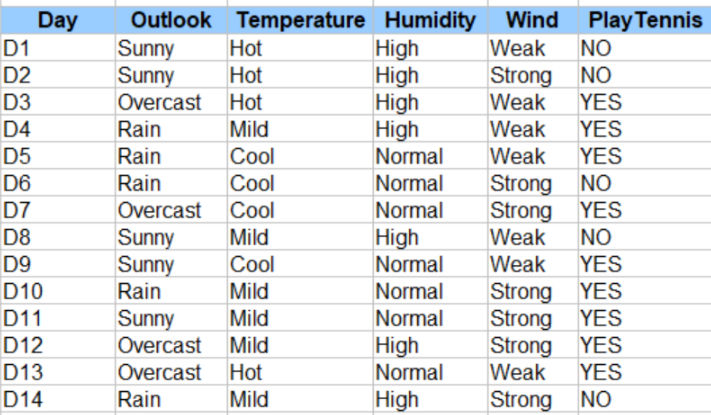 Day Outlook Temperature Humidity Wind PlayTennis
D1 Sunny Hot High Weak NO
D2 Sunny Hot High Strong NO
D3 Overcast Hot High Weak YES
D4 Rain Mild High Weak YES
D5 Rain Cool Normal Weak YES
D6 Rain Cool Normal Strong NO
D7 Overcast Cool Normal Strong YES
D8 Sunny Mild High Weak NO
D9 Sunny Cool Normal Weak YES
D10 Rain Mild Normal Strong YES
D11 Sunny Mild Normal Strong YES
D12 Overcast Mild High Strong YES
D13 Overcast Hot Normal Weak YES
D14 Rain Mild High Strong NO